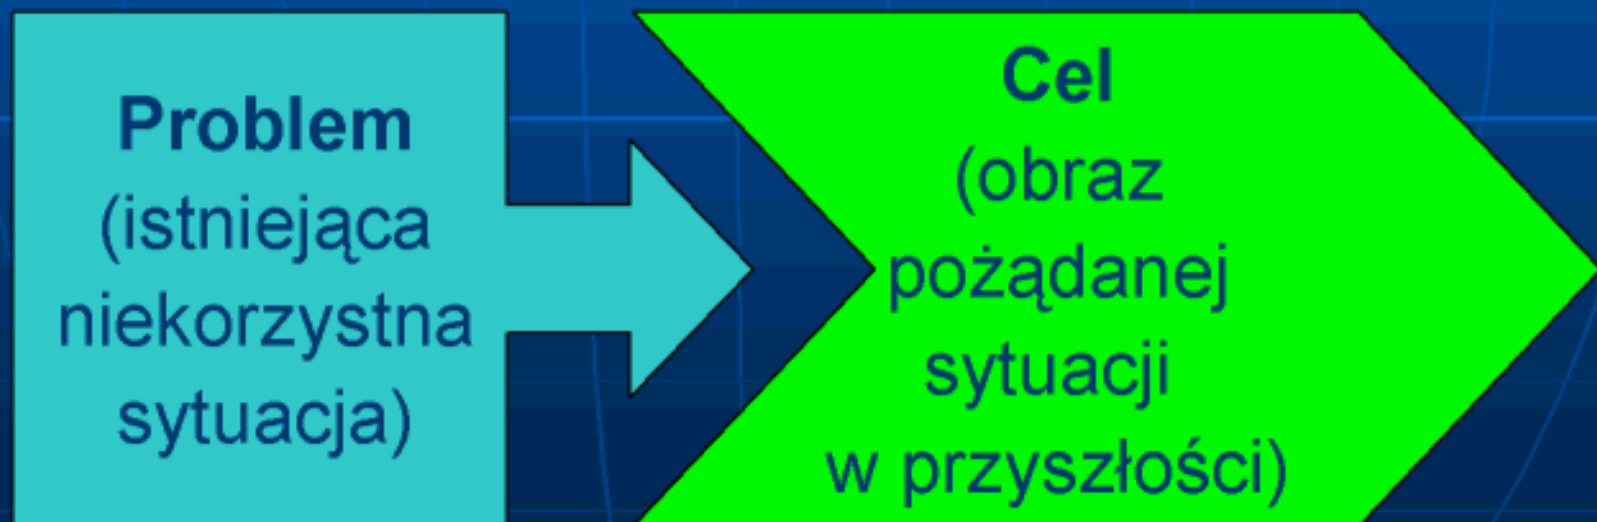 Problem
(istniejąca
niekorzystna
sytuacja)
Cel
(obraz
pożądanej
sytuacji
w przyszłości)